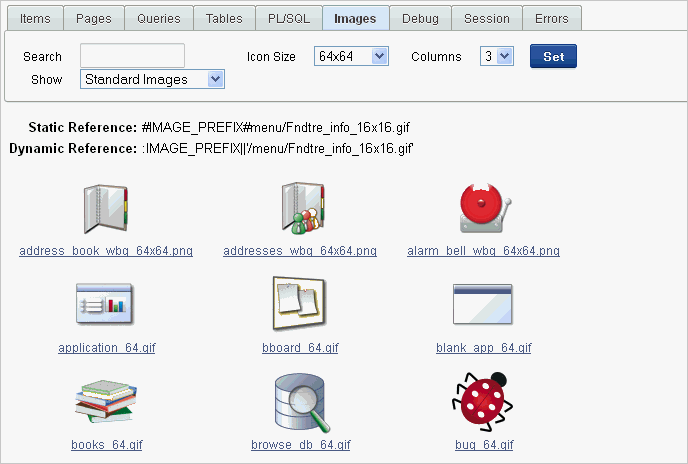 Items Pages Queries Tables PL/SQL Images Debug Session Errors
Search Icon Size 64x64 Columns 3 Set
Show Standard Images
Static Reference: #IMAGE_PREFIX#menu/Fndtre_info_16x16.gif
Dynamic Reference: :IMAGE_PREFIX||'/menu/Fndtre_info_16x16.gif'
address_book_wbg_64x64.png addresses_wbg_64x64.png alarm_bell_wbg_64x64.png
application_64.gif bboard_64.gif blank_app_64.gif
books_64.gif browse_db_64.gif bug_64.gif